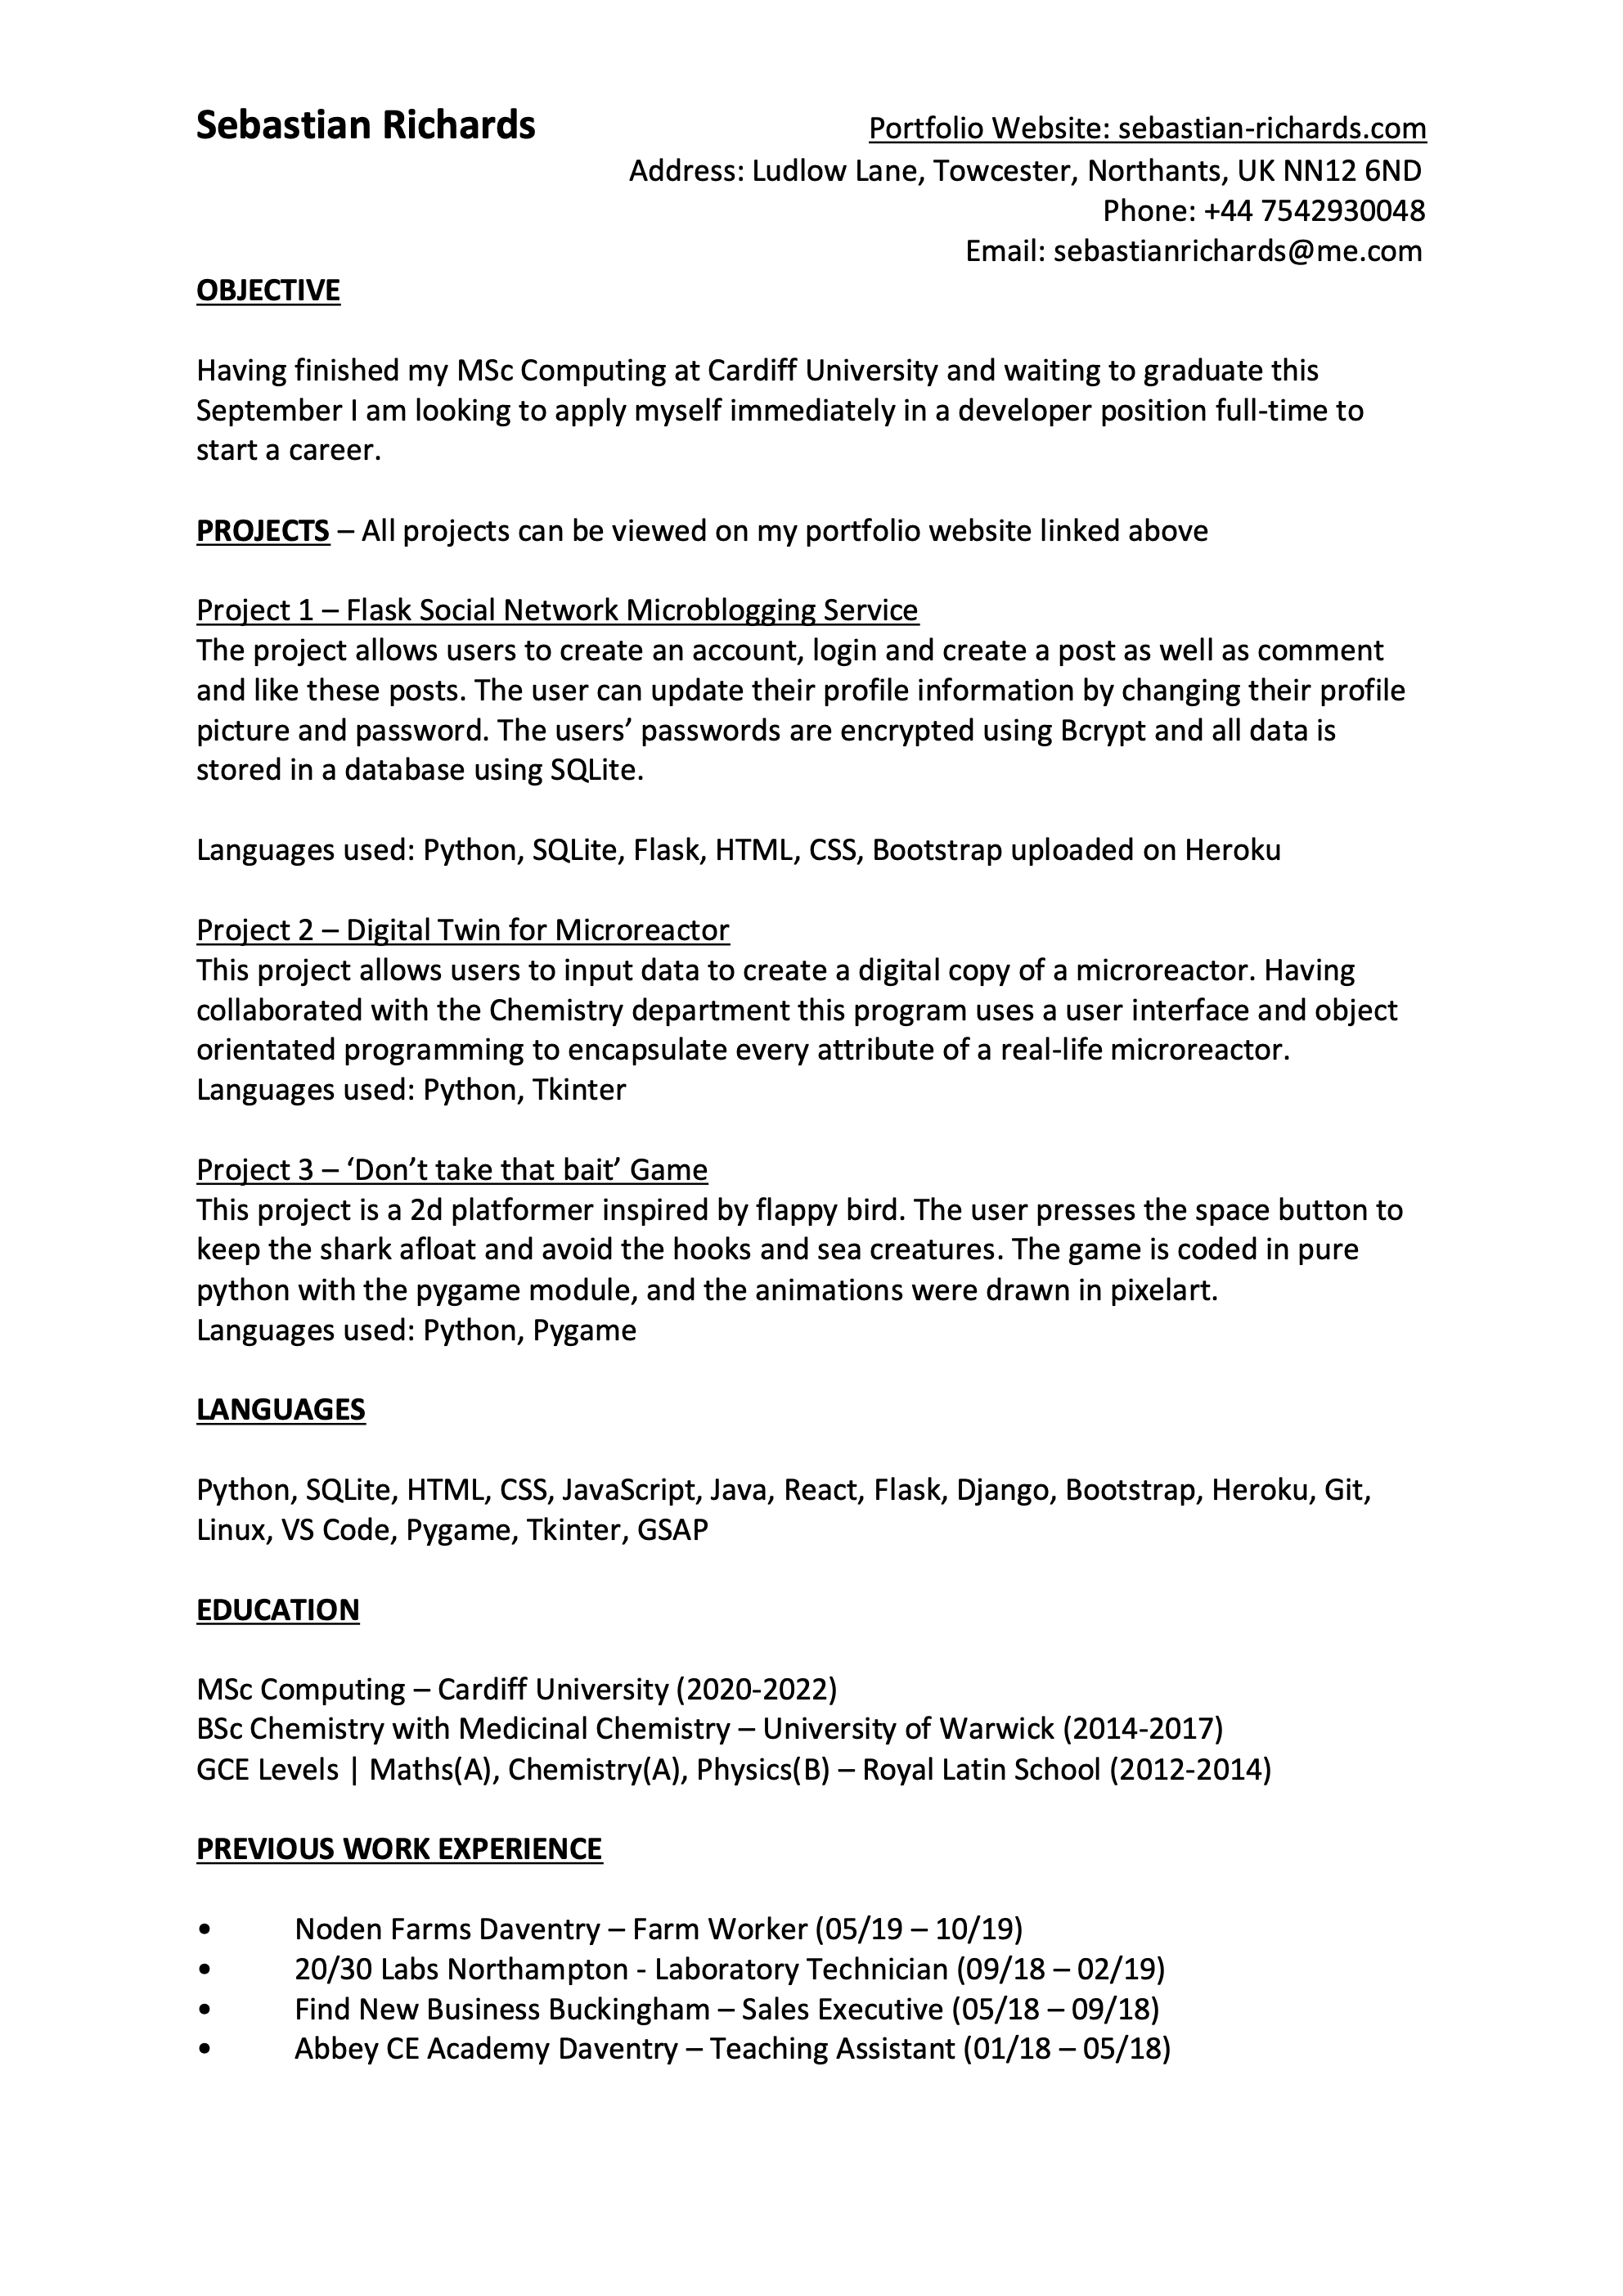 Sebastian Richards Portfolio Website: sebastian-richards.com
Address: Ludlow Lane, Towcester, Northants, UK NN12 6ND
Phone: +44 7542930048
Email: sebastianrichards@me.com
OBJECTIVE
Having finished my MSc Computing at Cardiff University and waiting to graduate this
September I am looking to apply myself immediately in a developer position full-time to
start a career.
PROJECTS – All projects can be viewed on my portfolio website linked above
Project 1 – Flask Social Network Microblogging Service
The project allows users to create an account, login and create a post as well as comment
and like these posts. The user can update their profile information by changing their profile
picture and password. The users’ passwords are encrypted using Bcrypt and all data is
stored in a database using SQLite.
Languages used: Python, SQLite, Flask, HTML, CSS, Bootstrap uploaded on Heroku
Project 2 – Digital Twin for Microreactor
This project allows users to input data to create a digital copy of a microreactor. Having
collaborated with the Chemistry department this program uses a user interface and object
orientated programming to encapsulate every attribute of a real-life microreactor.
Languages used: Python, Tkinter
Project 3 – ‘Don’t take that bait’ Game
This project is a 2d platformer inspired by flappy bird. The user presses the space button to
keep the shark afloat and avoid the hooks and sea creatures. The game is coded in pure
python with the pygame module, and the animations were drawn in pixelart.
Languages used: Python, Pygame
LANGUAGES
Python, SQLite, HTML, CSS, JavaScript, Java, React, Flask, Django, Bootstrap, Heroku, Git,
Linux, VS Code, Pygame, Tkinter, GSAP
EDUCATION
MSc Computing – Cardiff University (2020-2022)
BSc Chemistry with Medicinal Chemistry – University of Warwick (2014-2017)
GCE Levels | Maths(A), Chemistry(A), Physics(B) – Royal Latin School (2012-2014)
PREVIOUS WORK EXPERIENCE
• Noden Farms Daventry – Farm Worker (05/19 – 10/19)
• 20/30 Labs Northampton - Laboratory Technician (09/18 – 02/19)
• Find New Business Buckingham – Sales Executive (05/18 – 09/18)
• Abbey CE Academy Daventry – Teaching Assistant (01/18 – 05/18)